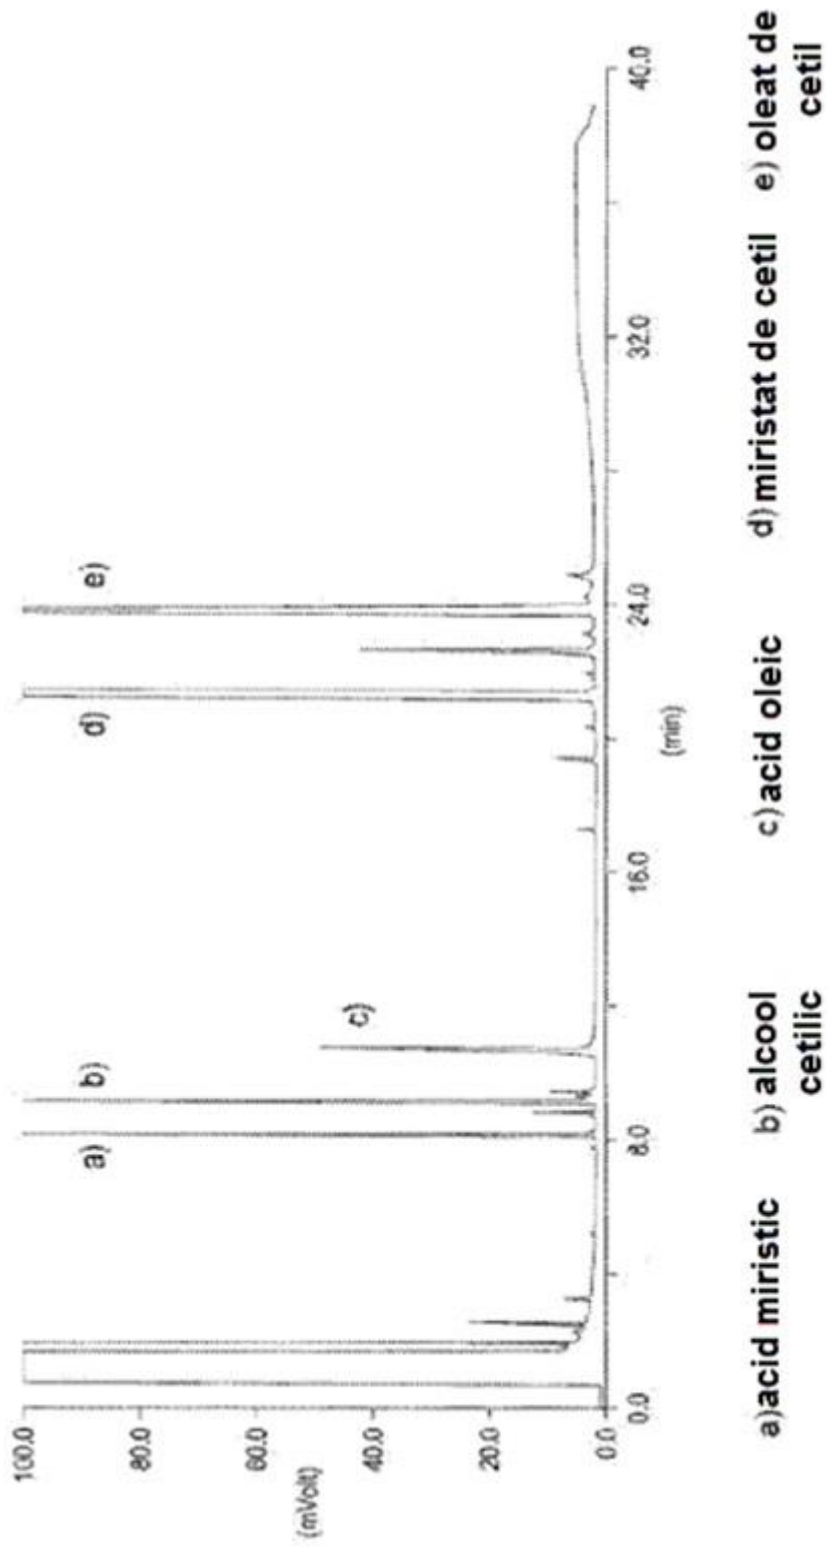 100.0
80.0
60.0
40.0
20.0
0.0
(mVolt)
a)
b)
c)
d)
e)
0.0
8.0
16.0
24.0
32.0
40.0
(min)
a)acid miristic
b) alcool
cetilic
c) acid oleic
d) miristat de cetil
e) oleat de
cetil